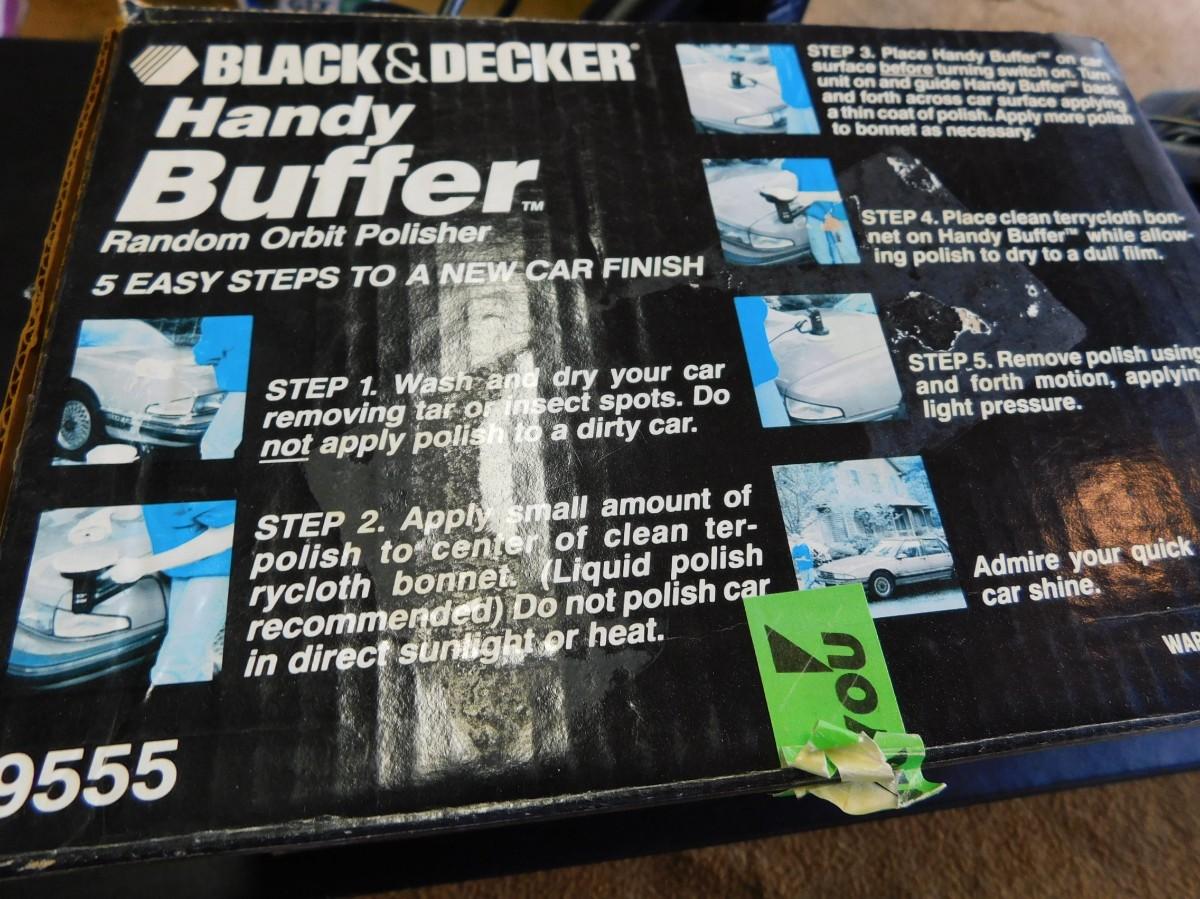 BLACK&DECKER®
Handy
Buffer™
Random Orbit Polisher
5 EASY STEPS TO A NEW CAR FINISH
STEP 1. Wash and dry your car
removing tar or insect spots. Do
not apply polish to a dirty car.
STEP 2. Apply small amount of
polish to center of clean ter-
rycloth bonnet. (Liquid polish
recommended) Do not polish car
in direct sunlight or heat.
9555
STEP 3. Place Handy Buffer™ on car
surface before turning switch on. Turn
unit on and guide Handy Buffer™ back
and forth across car surface applying
a thin coat of polish. Apply more polish
to bonnet as necessary.
STEP 4. Place clean terrycloth bon-
net on Handy Buffer™ while allow-
ing polish to dry to a dull film.
STEP 5. Remove polish using
and forth motion, applyin
light pressure.
Admire your quick
car shine.
WAR
YOU